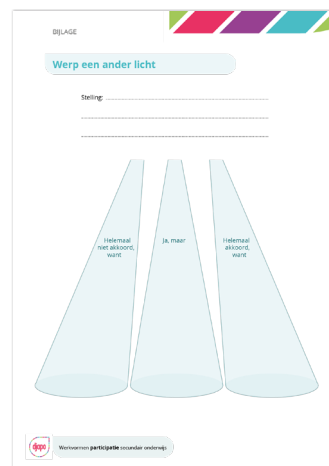 BIJLAGE
Werp een ander licht
Stelling:
Helemaal
niet akkoord,
want
Ja, maar
Helemaal
akkoord,
want
djapo
Werkvormen participatie secundair onderwijs